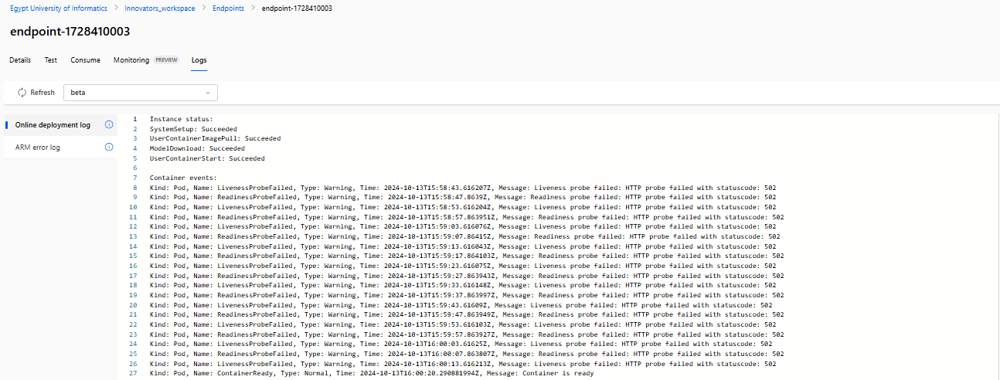 Egypt University of Informatics > Innovators_workspace > Endpoints > endpoint-1728410003
endpoint-1728410003
Details Test Consume Monitoring PREVIEW Logs
Refresh beta
Online deployment log
ARM error log
1 Instance status:
2 SystemSetup: Succeeded
3 UserContainerImagePull: Succeeded
4 ModelDownload: Succeeded
5 UserContainerStart: Succeeded
6
7 Container events:
8 Kind: Pod, Name: LivenessProbeFailed, Type: Warning, Time: 2024-10-13T15:58:43.616207Z, Message: Liveness probe failed: HTTP probe failed with statuscode: 502
9 Kind: Pod, Name: ReadinessProbeFailed, Type: Warning, Time: 2024-10-13T15:58:47.8639Z, Message: Readiness probe failed: HTTP probe failed with statuscode: 502
10 Kind: Pod, Name: LivenessProbeFailed, Type: Warning, Time: 2024-10-13T15:58:53.616204Z, Message: Liveness probe failed: HTTP probe failed with statuscode: 502
11 Kind: Pod, Name: ReadinessProbeFailed, Type: Warning, Time: 2024-10-13T15:58:57.863951Z, Message: Readiness probe failed: HTTP probe failed with statuscode: 502
12 Kind: Pod, Name: LivenessProbeFailed, Type: Warning, Time: 2024-10-13T15:59:03.616076Z, Message: Liveness probe failed: HTTP probe failed with statuscode: 502
13 Kind: Pod, Name: ReadinessProbeFailed, Type: Warning, Time: 2024-10-13T15:59:07.86415Z, Message: Readiness probe failed: HTTP probe failed with statuscode: 502
14 Kind: Pod, Name: LivenessProbeFailed, Type: Warning, Time: 2024-10-13T15:59:13.616043Z, Message: Liveness probe failed: HTTP probe failed with statuscode: 502
15 Kind: Pod, Name: ReadinessProbeFailed, Type: Warning, Time: 2024-10-13T15:59:17.864103Z, Message: Readiness probe failed: HTTP probe failed with statuscode: 502
16 Kind: Pod, Name: LivenessProbeFailed, Type: Warning, Time: 2024-10-13T15:59:23.616075Z, Message: Liveness probe failed: HTTP probe failed with statuscode: 502
17 Kind: Pod, Name: ReadinessProbeFailed, Type: Warning, Time: 2024-10-13T15:59:27.863943Z, Message: Readiness probe failed: HTTP probe failed with statuscode: 502
18 Kind: Pod, Name: LivenessProbeFailed, Type: Warning, Time: 2024-10-13T15:59:33.616148Z, Message: Liveness probe failed: HTTP probe failed with statuscode: 502
19 Kind: Pod, Name: ReadinessProbeFailed, Type: Warning, Time: 2024-10-13T15:59:37.863997Z, Message: Readiness probe failed: HTTP probe failed with statuscode: 502
20 Kind: Pod, Name: LivenessProbeFailed, Type: Warning, Time: 2024-10-13T15:59:43.61609Z, Message: Liveness probe failed: HTTP probe failed with statuscode: 502
21 Kind: Pod, Name: ReadinessProbeFailed, Type: Warning, Time: 2024-10-13T15:59:47.863949Z, Message: Readiness probe failed: HTTP probe failed with statuscode: 502
22 Kind: Pod, Name: LivenessProbeFailed, Type: Warning, Time: 2024-10-13T15:59:53.616103Z, Message: Liveness probe failed: HTTP probe failed with statuscode: 502
23 Kind: Pod, Name: ReadinessProbeFailed, Type: Warning, Time: 2024-10-13T15:59:57.863927Z, Message: Readiness probe failed: HTTP probe failed with statuscode: 502
24 Kind: Pod, Name: LivenessProbeFailed, Type: Warning, Time: 2024-10-13T16:00:03.61625Z, Message: Liveness probe failed: HTTP probe failed with statuscode: 502
25 Kind: Pod, Name: ReadinessProbeFailed, Type: Warning, Time: 2024-10-13T16:00:07.863807Z, Message: Readiness probe failed: HTTP probe failed with statuscode: 502
26 Kind: Pod, Name: LivenessProbeFailed, Type: Warning, Time: 2024-10-13T16:00:13.616213Z, Message: Liveness probe failed: HTTP probe failed with statuscode: 502
27 Kind: Pod, Name: ContainerReady, Type: Normal, Time: 2024-10-13T16:00:20.290881994Z, Message: Container is ready